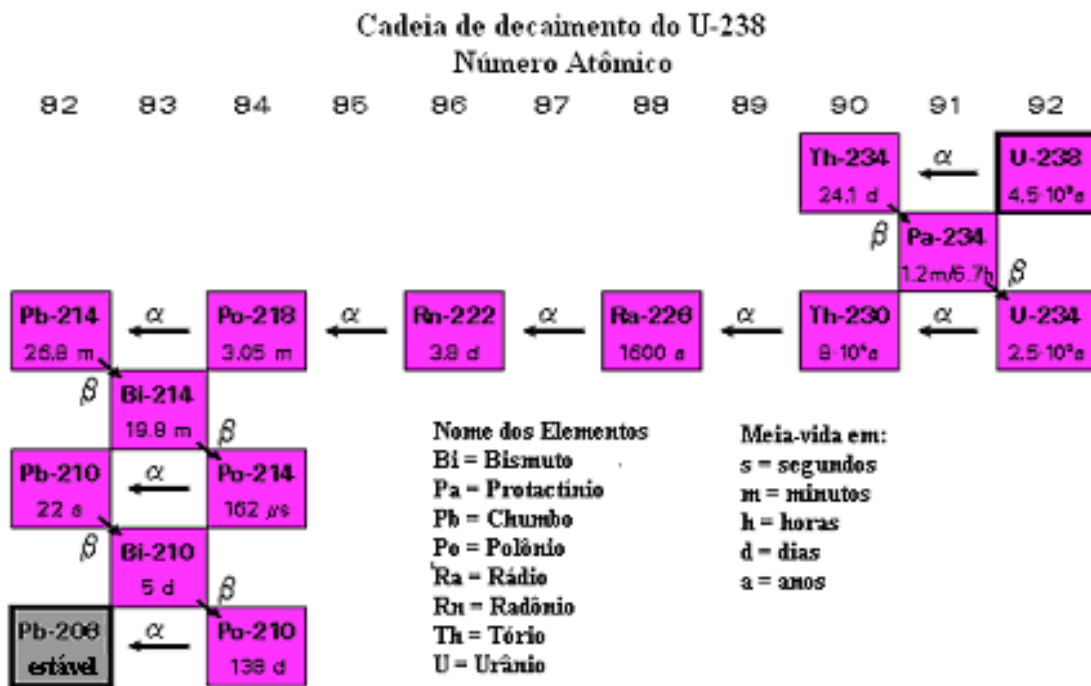 Cadeia de decaimento do U-238
Número Atômico
82 83 84 85 86 87 88 89 90 91 92
Th-234 α U-238
24.1 d 4.5·10⁹a
β Pa-234
1.2m/6.7h β
Pb-214 α Po-218 α Rn-222 α Ra-226 α Th-230 α U-234
26.8 m 3.05 m 3.8 d 1600 a 8·10⁴a 2.5·10⁵a
β Bi-214
19.8 m β
Pb-210 α Po-214
22 a 162 µs
β Bi-210
5 d β
Pb-206 α Po-210
estável 138 d
Nome dos Elementos
Bi = Bismuto
Pa = Protactínio
Pb = Chumbo
Po = Polônio
Ra = Rádio
Rn = Radônio
Th = Tório
U = Urânio
Meia-vida em:
s = segundos
m = minutos
h = horas
d = dias
a = anos